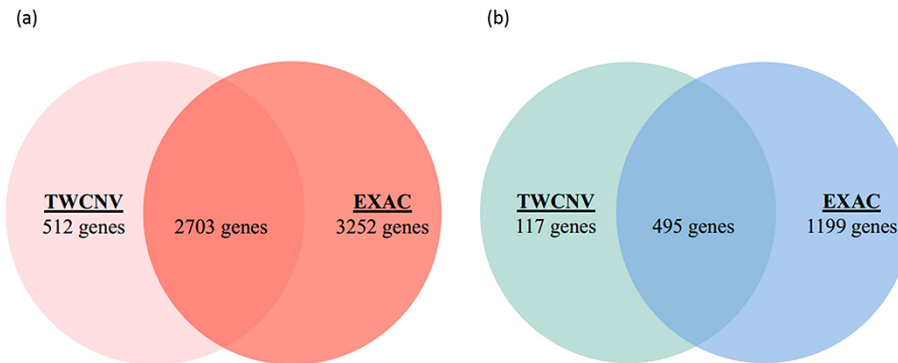 (a)
(b)
TWCNV
512 genes
2703 genes
EXAC
3252 genes
TWCNV
117 genes
495 genes
EXAC
1199 genes